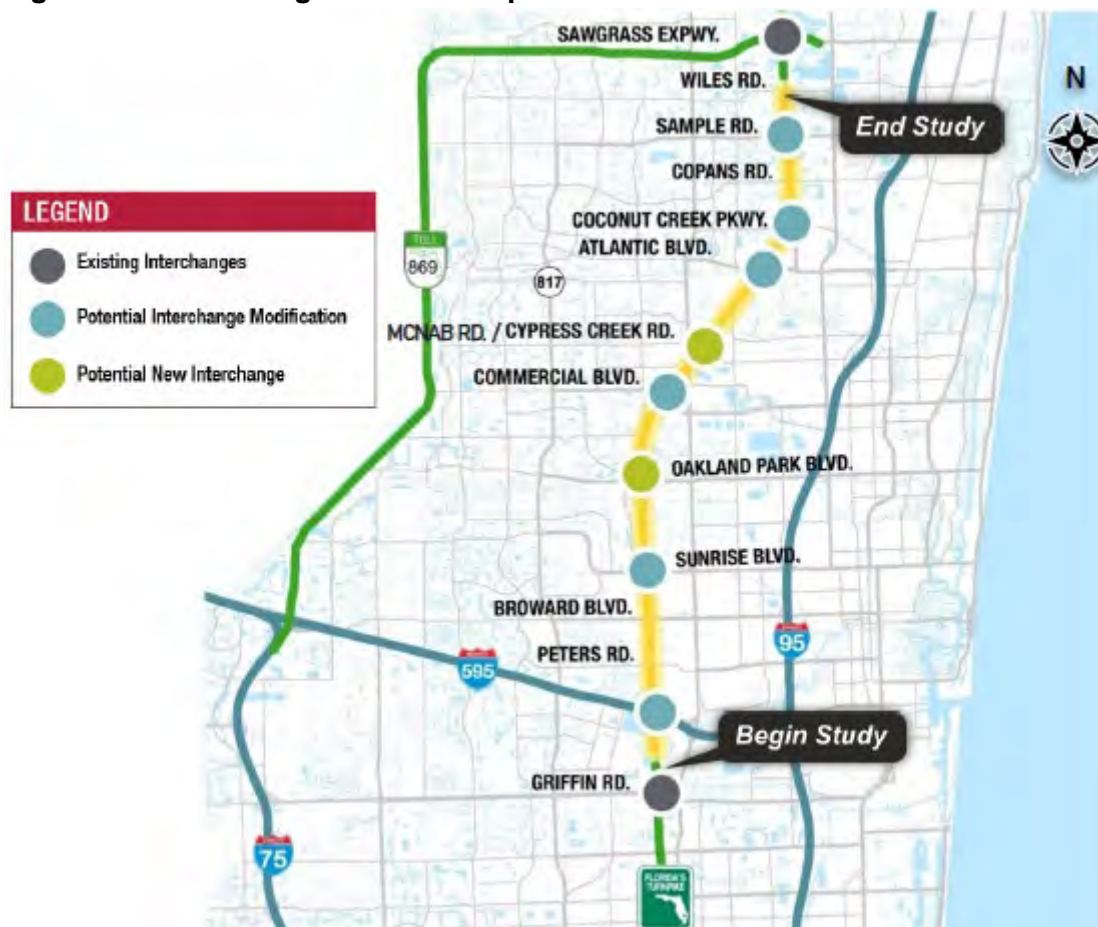 SAWGRASS EXPWY.
WILES RD.
N
End Study
SAMPLE RD.
COPANS RD.
LEGEND
Existing Interchanges
Potential Interchange Modification
Potential New Interchange
COCONUT CREEK PKWY.
ATLANTIC BLVD.
TOLL
869
817
MCNAB RD. / CYPRESS CREEK RD.
COMMERCIAL BLVD.
OAKLAND PARK BLVD.
SUNRISE BLVD.
BROWARD BLVD.
PETERS RD.
95
595
Begin Study
GRIFFIN RD.
75
FLORIDA'S
TURNPIKE